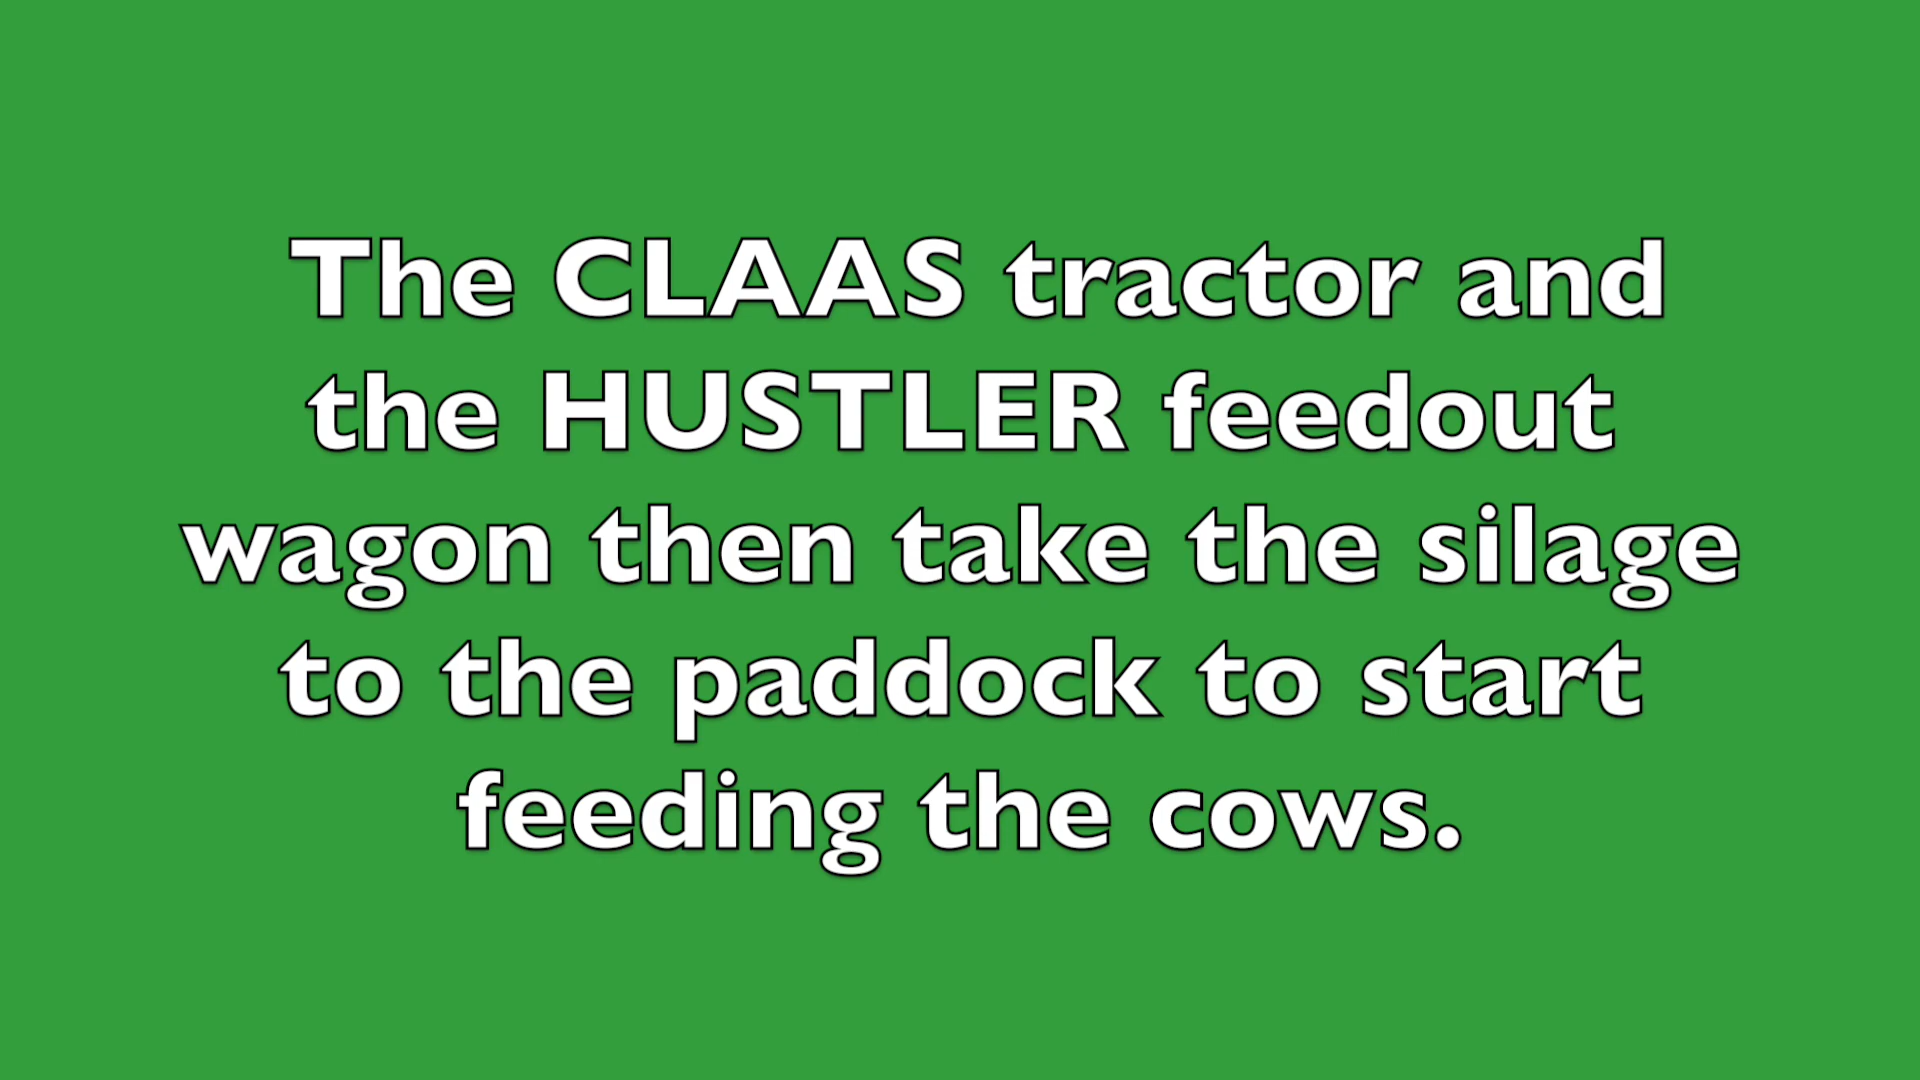 The CLAAS tractor and
the HUSTLER feedout
wagon then take the silage
to the paddock to start
feeding the cows.